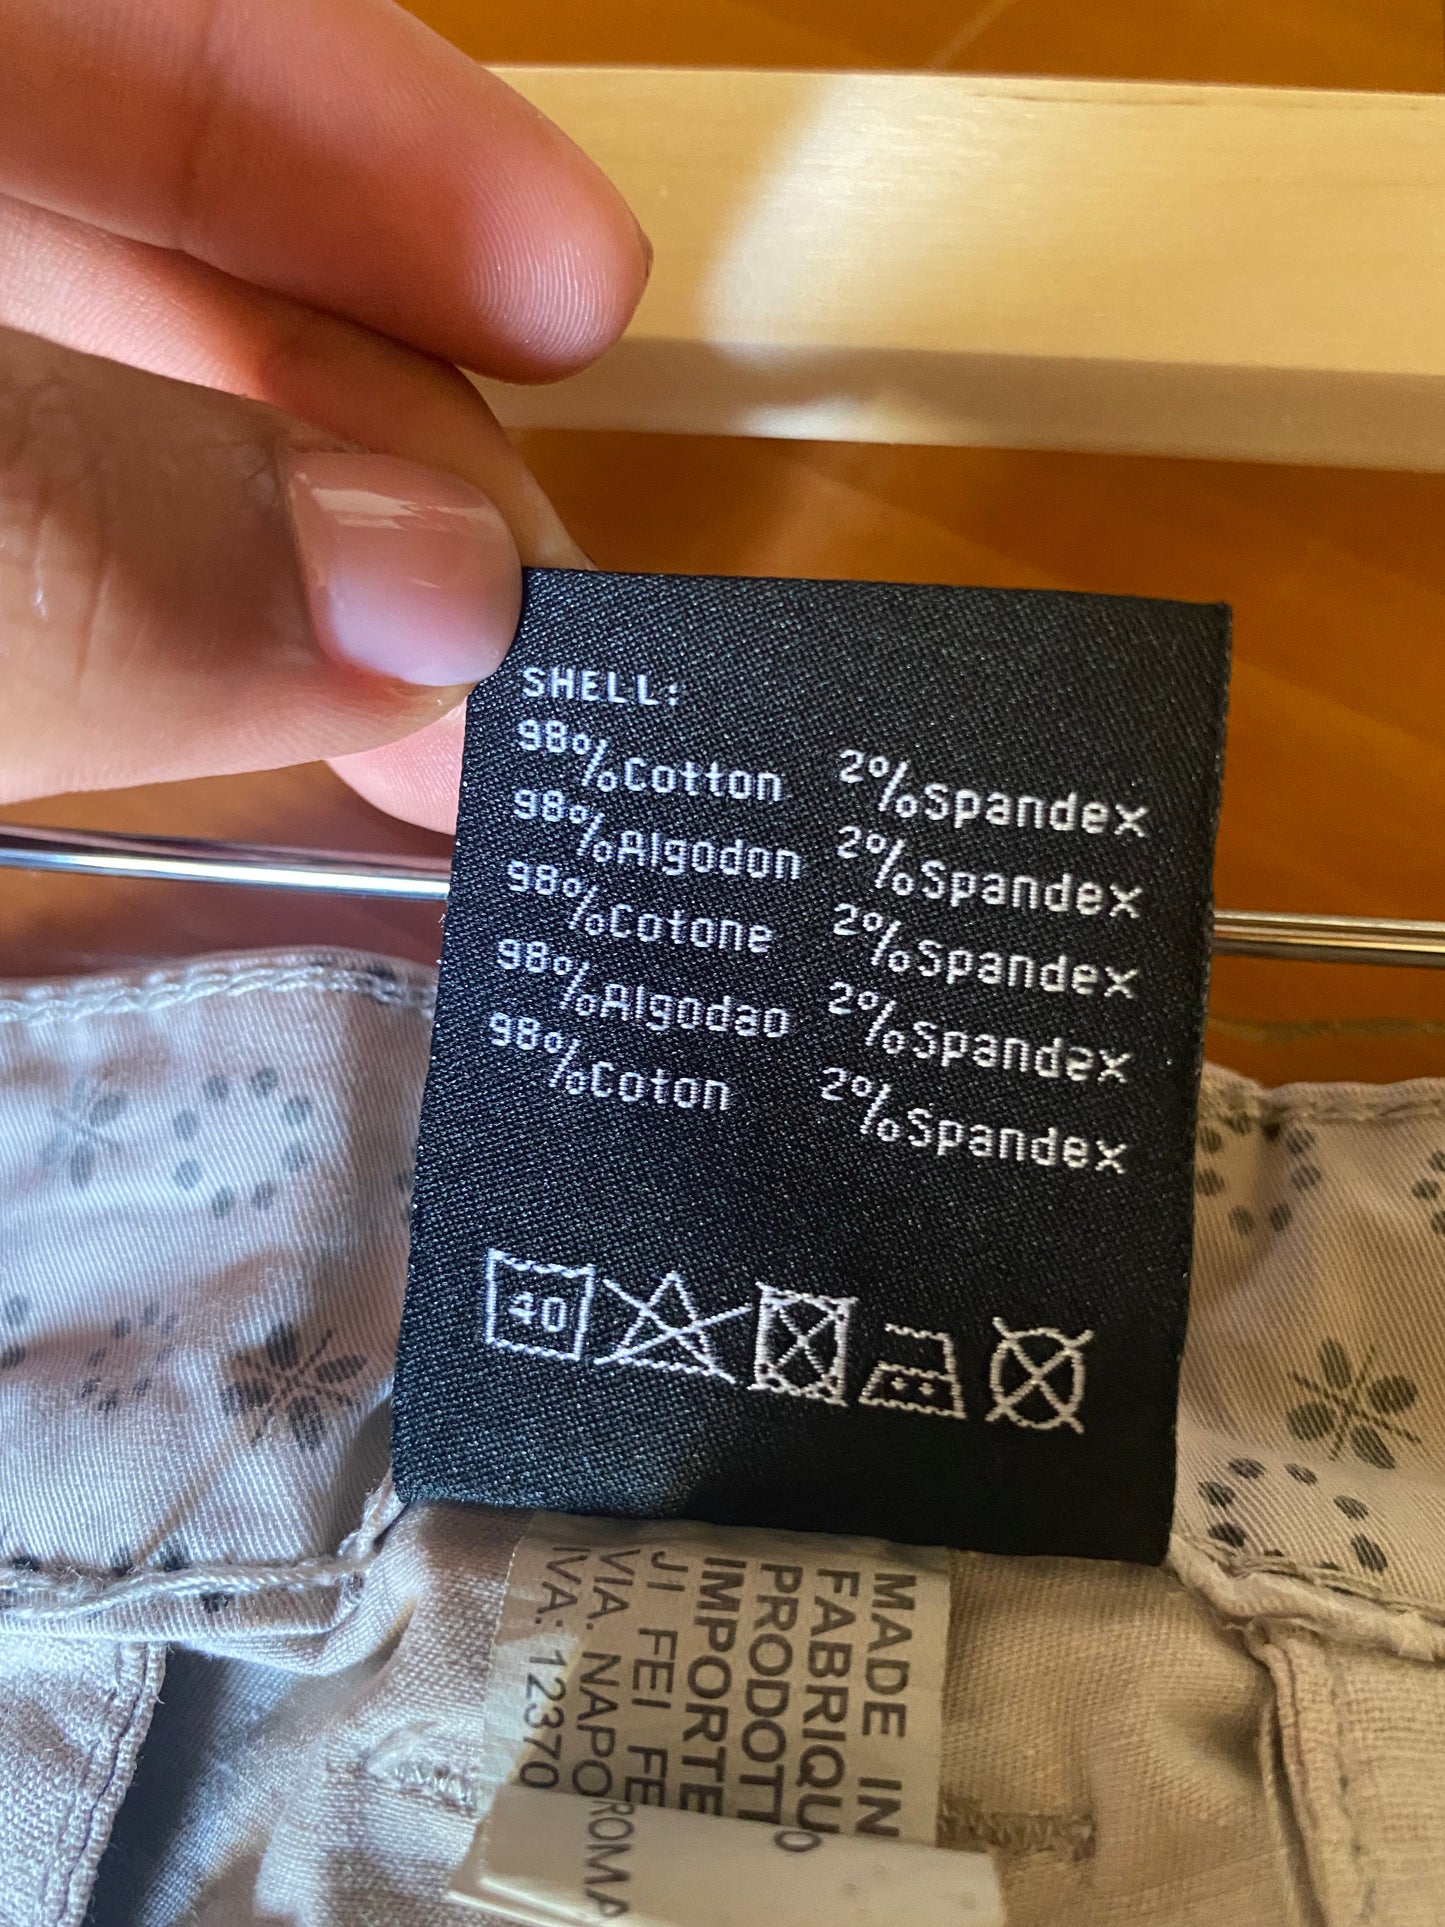 SHELL:
98%Cotton 2%Spandex
98%Algodon 2%Spandex
98%Cotone 2%Spandex
98%Algodao 2%Spandex
98%Coton 2%Spandex
40
MADE IN
FABRIQU
PRODOTTO
IMPORTE
JI FEI FE
VIA. NAPOROMA
IVA: 12370